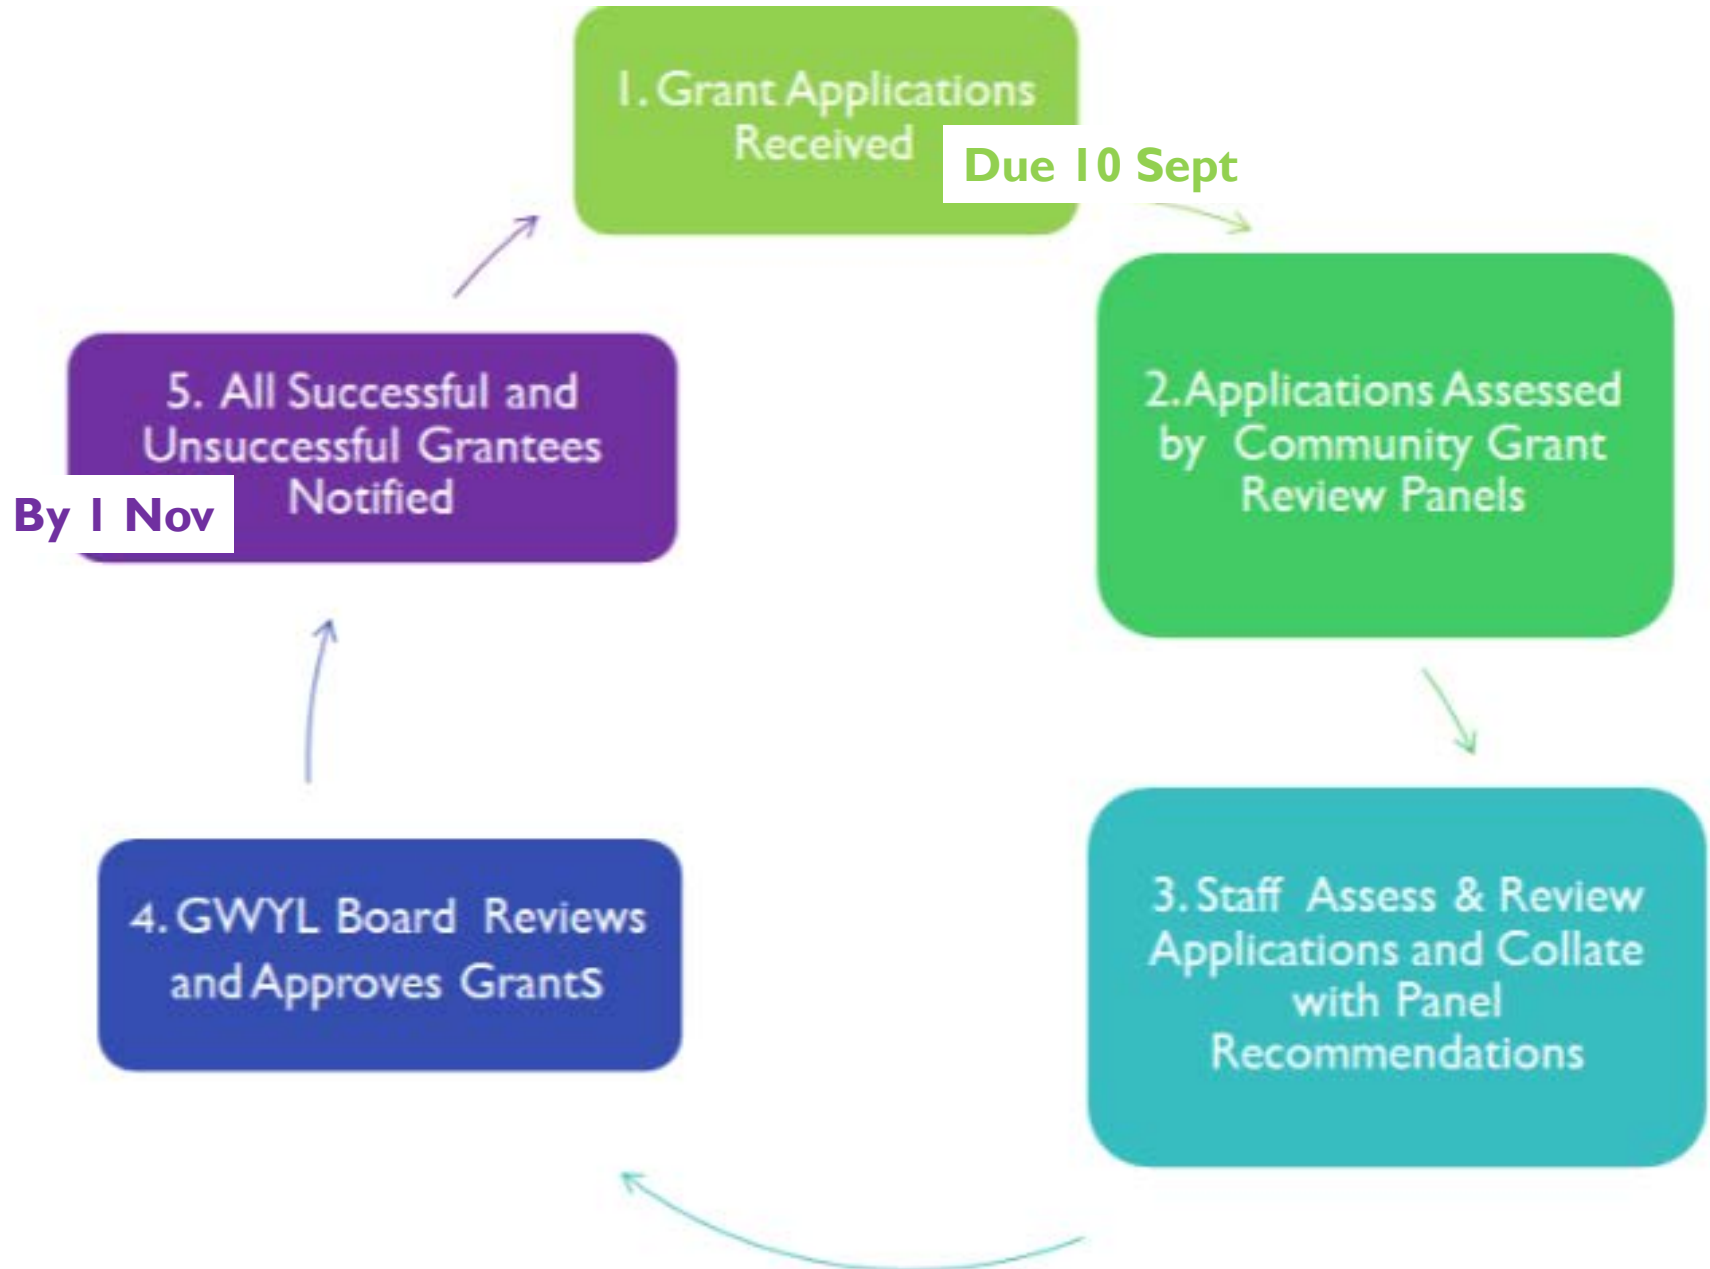 1. Grant Applications
Received
Due 10 Sept
2. Applications Assessed
by Community Grant
Review Panels
3. Staff Assess & Review
Applications and Collate
with Panel
Recommendations
4. GWYL Board Reviews
and Approves Grants
5. All Successful and
Unsuccessful Grantees
Notified
By 1 Nov